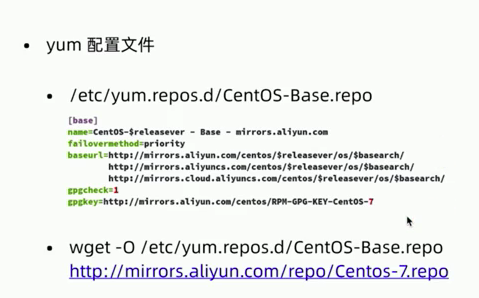 yum 配置文件
/etc/yum.repos.d/CentOS-Base.repo
[base]
name=CentOS-$releasever - Base - mirrors.aliyun.com
failovermethod=priority
baseurl=http://mirrors.aliyun.com/centos/$releasever/os/$basearch/
http://mirrors.aliyuncs.com/centos/$releasever/os/$basearch/
http://mirrors.cloud.aliyuncs.com/centos/$releasever/os/$basearch/
gpgcheck=1
gpgkey=http://mirrors.aliyun.com/centos/RPM-GPG-KEY-CentOS-7
wget -O /etc/yum.repos.d/CentOS-Base.repo
http://mirrors.aliyun.com/repo/Centos-7.repo